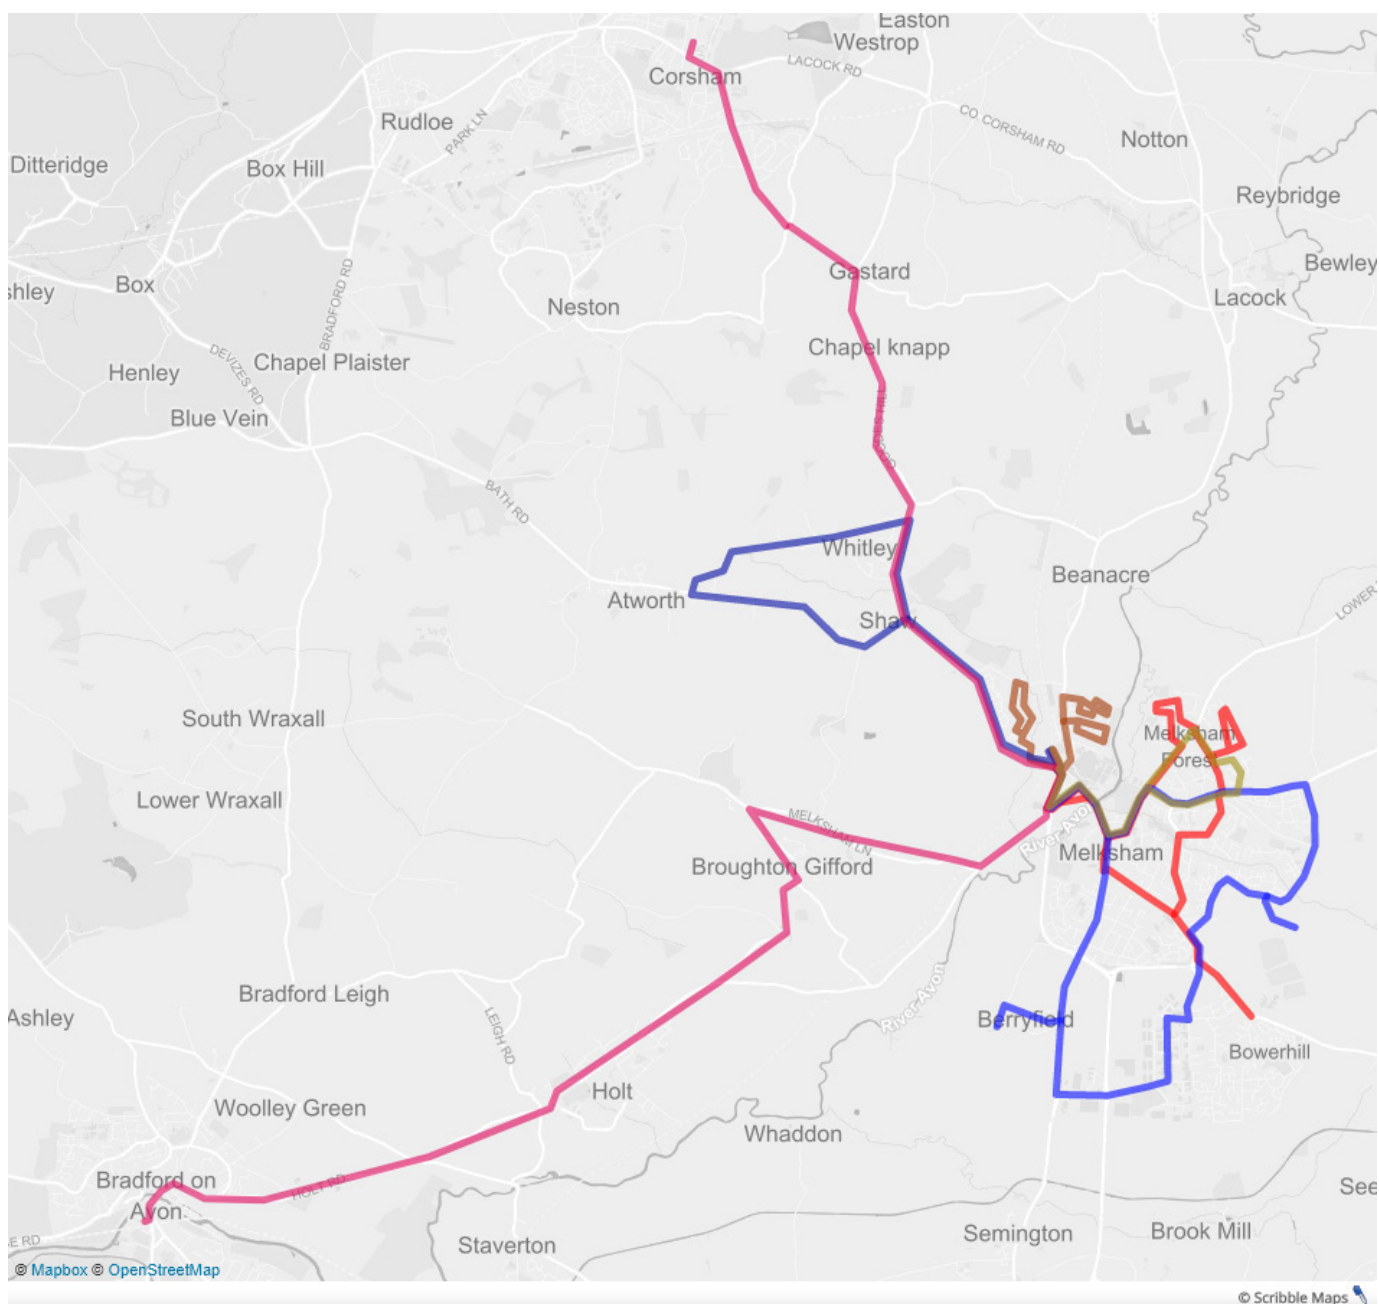 Easton
Westrop
Corsham
LACOCK RD
Rudloe
PARK LN
CO CORSHAM RD
Notton
Ditteridge
Box Hill
Reybridge
Bewley
shley
Box
BRADFORD RD
Neston
Gastard
Lacock
Chapel knapp
Henley
DEVIZES RD
Chapel Plaister
Blue Vein
BATH RD
Whitley
Beanacre
Atworth
Shaw
LOWER
South Wraxall
Melksham
Forest
Lower Wraxall
MELKSHAM LN
River Avon
Broughton Gifford
Melksham
Bradford Leigh
LEIGH RD
River Avon
Ashley
Berryfield
Bowerhill
Holt
Woolley Green
Whaddon
Bradford on
Avon
HOLT RD
See
Semington
Brook Mill
Staverton
SE RD
© Mapbox © OpenStreetMap
© Scribble Maps